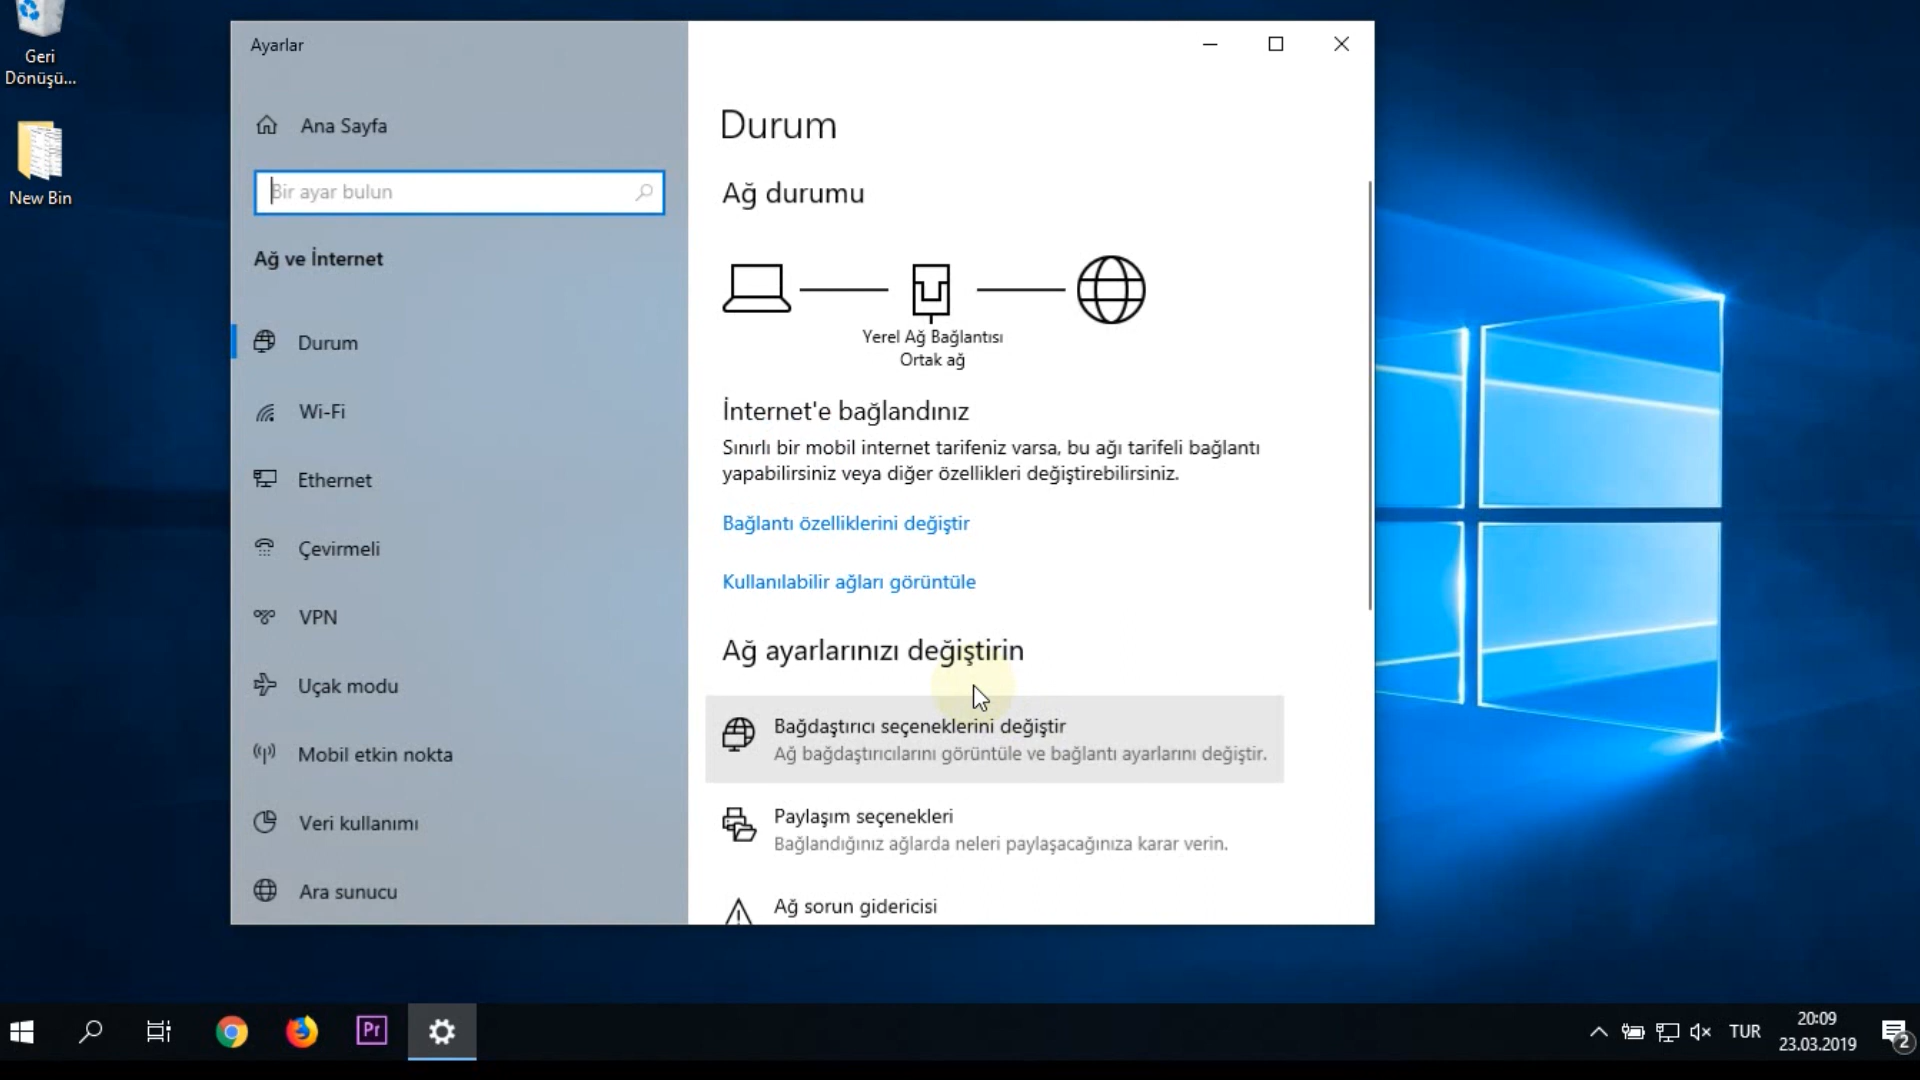 Geri
Dönüşü...
New Bin
Ayarlar
Ana Sayfa
Bir ayar bulun
Ağ ve İnternet
Durum
Wi-Fi
Ethernet
Çevirmeli
VPN
Uçak modu
Mobil etkin nokta
Veri kullanımı
Ara sunucu
Durum
Ağ durumu
Yerel Ağ Bağlantısı
Ortak ağ
İnternet'e bağlandınız
Sınırlı bir mobil internet tarifeniz varsa, bu ağı tarifeli bağlantı
yapabilirsiniz veya diğer özellikleri değiştirebilirsiniz.
Bağlantı özelliklerini değiştir
Kullanılabilir ağları görüntüle
Ağ ayarlarınızı değiştirin
Bağdaştırıcı seçeneklerini değiştir
Ağ bağdaştırıcılarını görüntüle ve bağlantı ayarlarını değiştir.
Paylaşım seçenekleri
Bağlandığınız ağlarda neleri paylaşacağınıza karar verin.
Ağ sorun gidericisi
Pr
TUR
20:09
23.03.2019
2